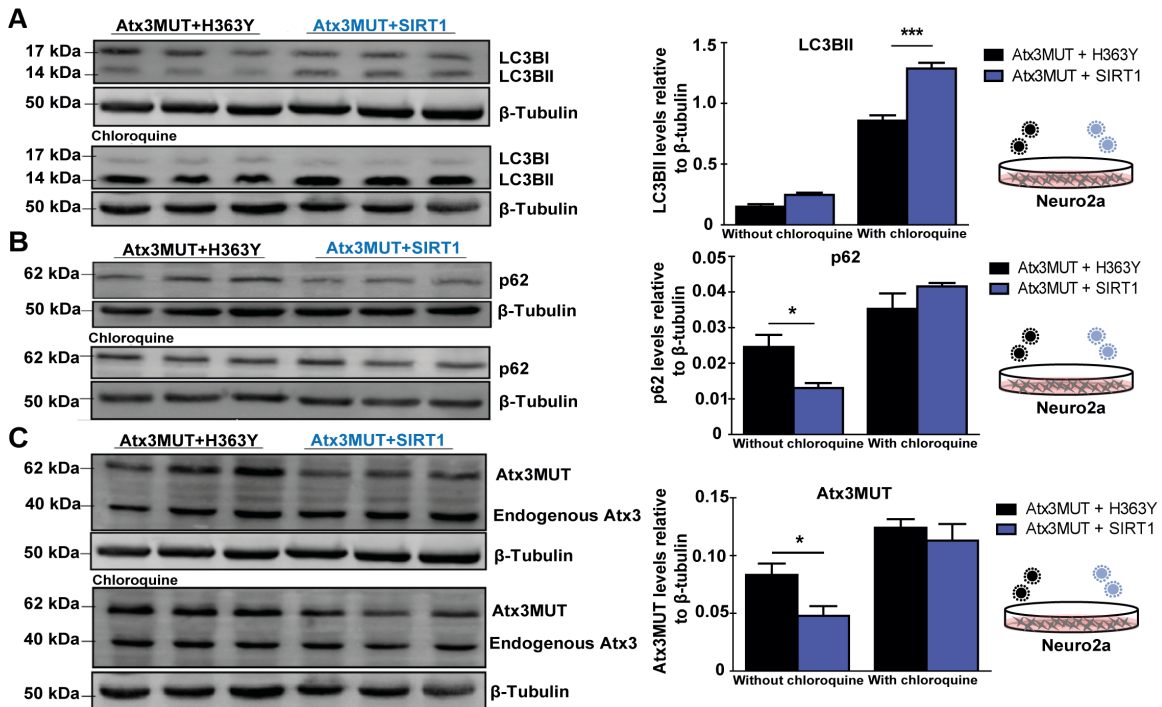 A
Atx3MUT+H363Y Atx3MUT+SIRT1
17 kDa
LC3BI
14 kDa
LC3BII
50 kDa
β-Tubulin
Chloroquine
17 kDa
LC3BI
14 kDa
LC3BII
50 kDa
β-Tubulin
LC3BII
***
LC3BII levels relative
to β-tubulin
1.5
1.0
0.5
0
Without chloroquine With chloroquine
Atx3MUT + H363Y
Atx3MUT + SIRT1
Neuro2a
B
Atx3MUT+H363Y Atx3MUT+SIRT1
62 kDa
p62
50 kDa
β-Tubulin
Chloroquine
62 kDa
p62
50 kDa
β-Tubulin
p62
*
p62 levels relative
to β-tubulin
0.05
0.04
0.03
0.02
0.01
0
Without chloroquine With chloroquine
Atx3MUT + H363Y
Atx3MUT + SIRT1
Neuro2a
C
Atx3MUT+H363Y Atx3MUT+SIRT1
62 kDa
Atx3MUT
40 kDa
Endogenous Atx3
50 kDa
β-Tubulin
Chloroquine
62 kDa
Atx3MUT
40 kDa
Endogenous Atx3
50 kDa
β-Tubulin
Atx3MUT
*
Atx3MUT levels relative
to β-tubulin
0.15
0.10
0.05
0
Without chloroquine With chloroquine
Atx3MUT + H363Y
Atx3MUT + SIRT1
Neuro2a